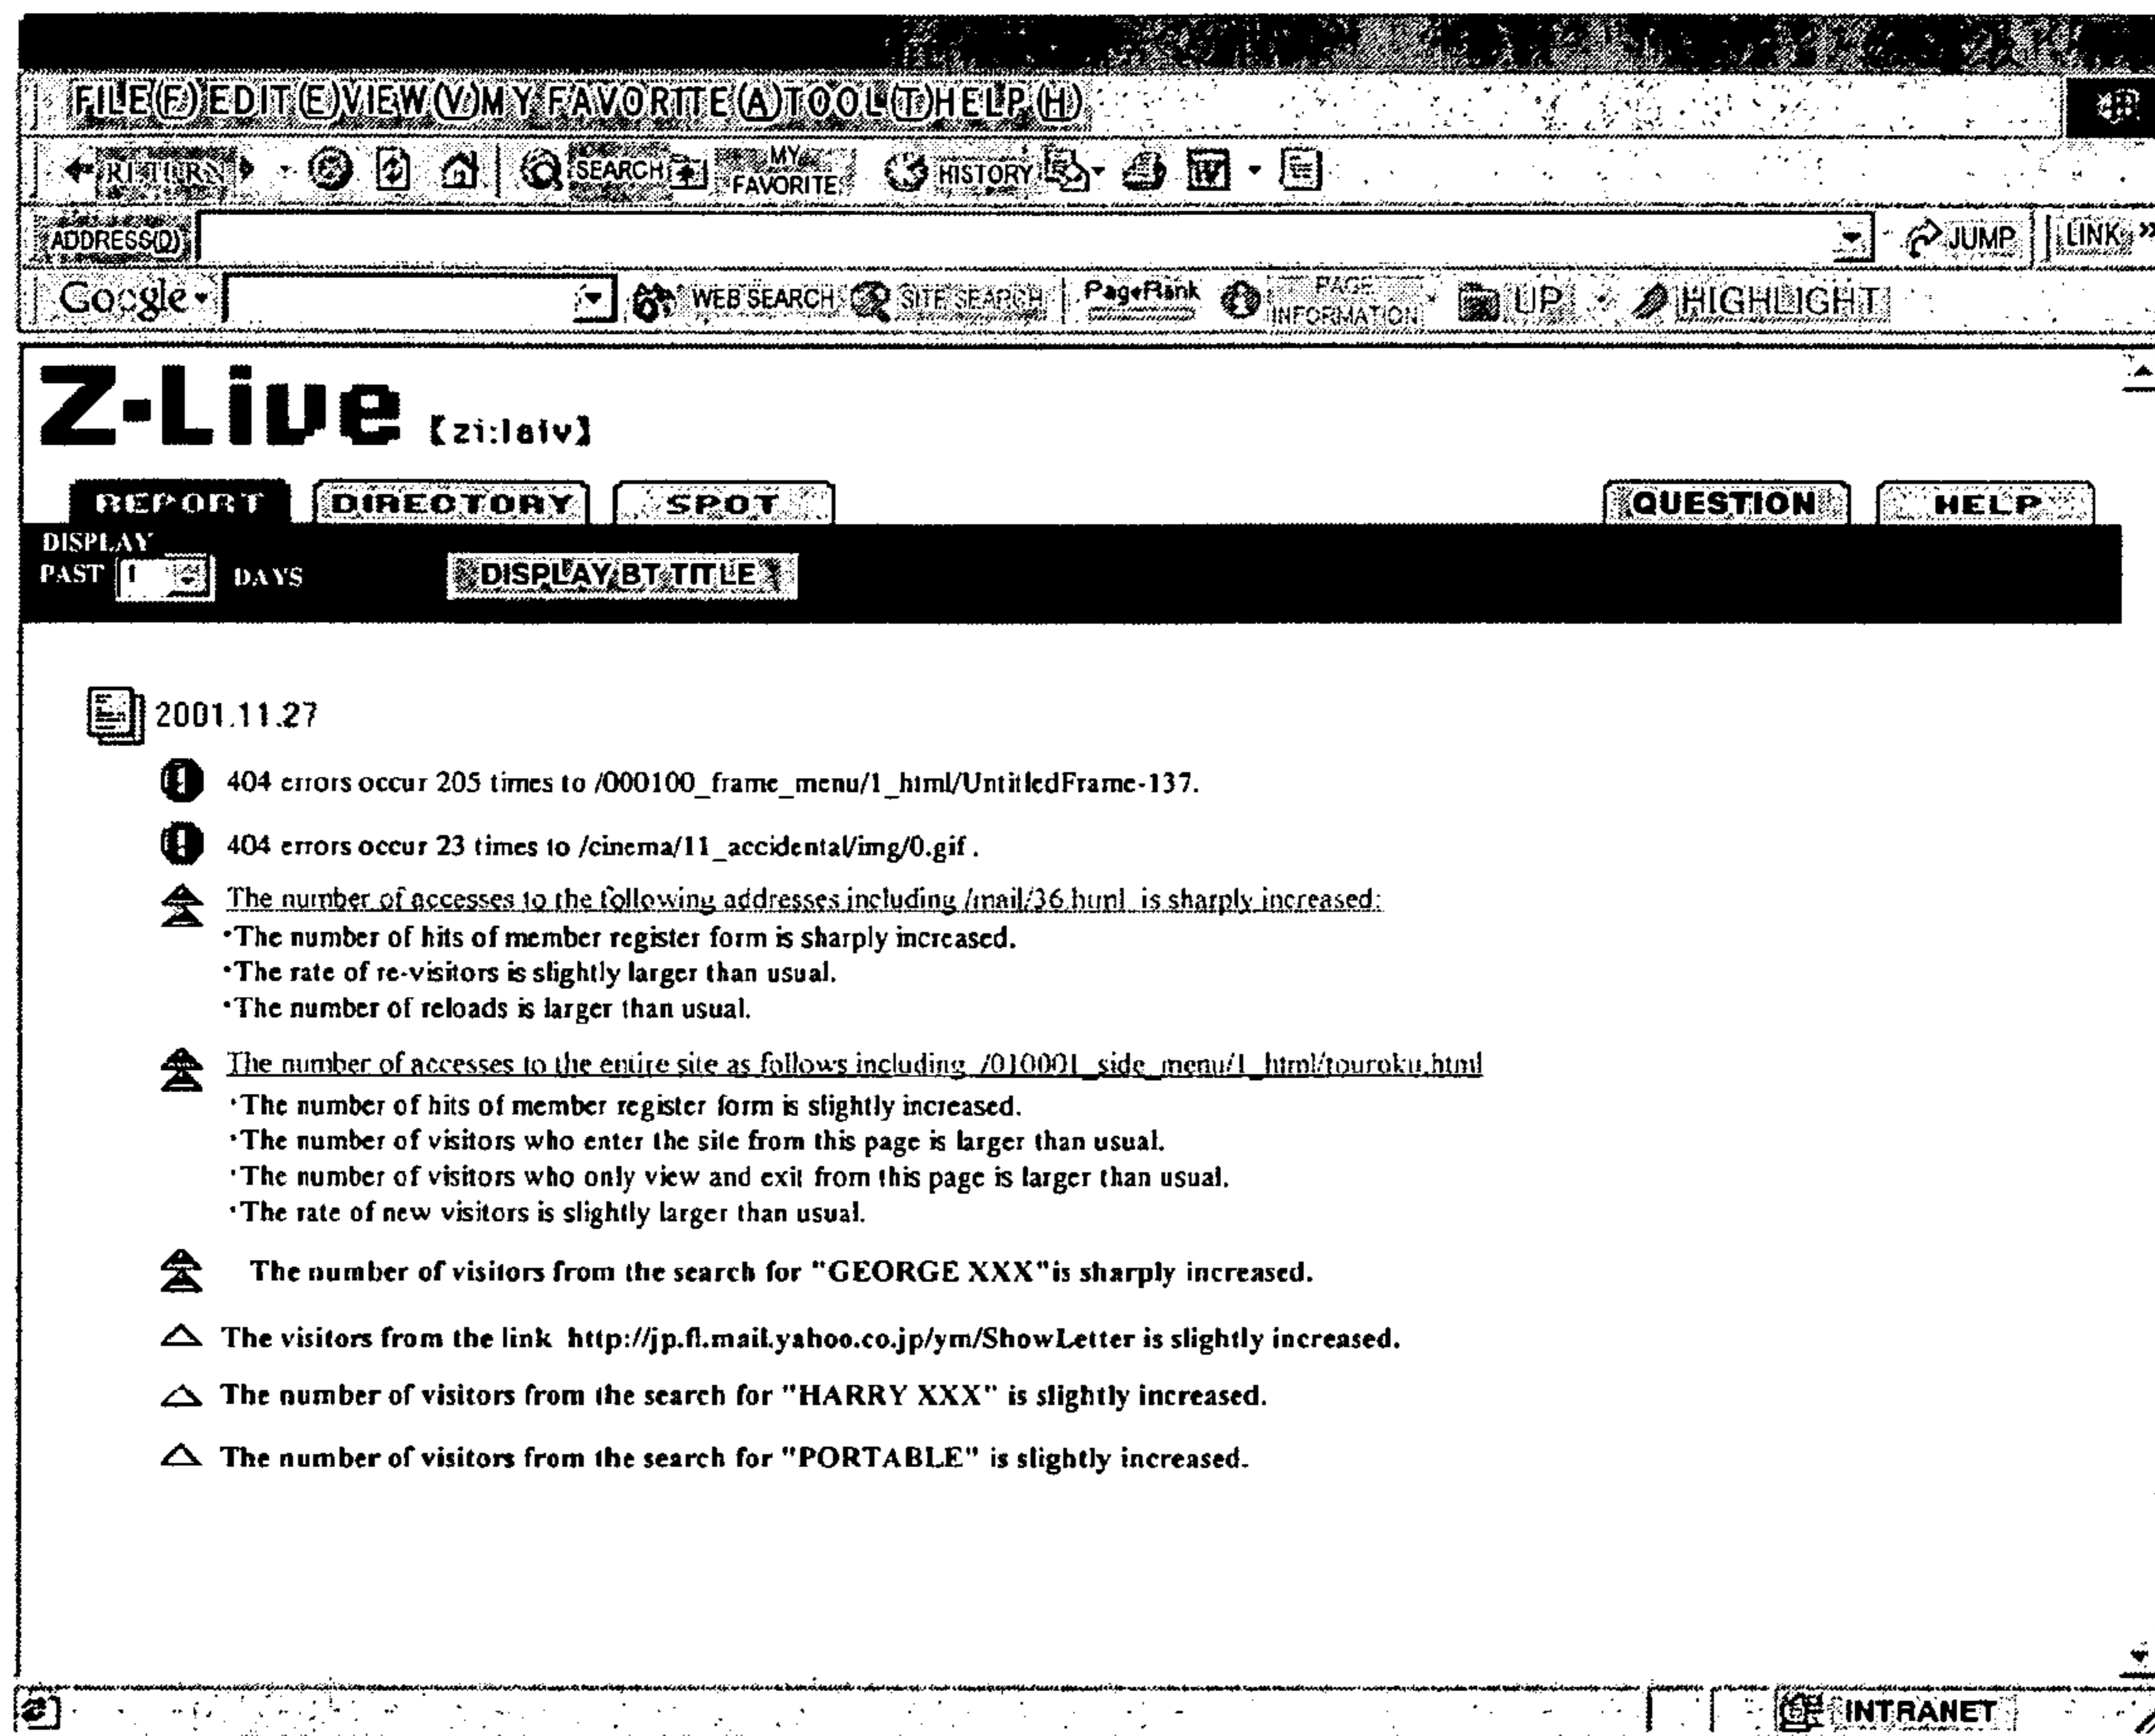 FILE(F) EDIT(E) VIEW(V) MY FAVORITE(A) TOOL(T) HELP(H)
RETURN SEARCH MY FAVORITE HISTORY
ADDRESS(D) JUMP LINK »
Google WEB SEARCH SITE SEARCH PageRank PAGE INFORMATION UP HIGHLIGHT
Z-Live 【zi:laiv】
REPORT DIRECTORY SPOT QUESTION HELP
DISPLAY
PAST 1 DAYS DISPLAY BT TITLE
2001.11.27
404 errors occur 205 times to /000100_frame_menu/1_html/UntitledFrame-137.
404 errors occur 23 times to /cinema/11_accidental/img/0.gif .
The number of accesses to the following addresses including /mail/36.html is sharply increased:
・The number of hits of member register form is sharply increased.
・The rate of re-visitors is slightly larger than usual.
・The number of reloads is larger than usual.
The number of accesses to the entire site as follows including /010001_side_menu/1_html/touroku.html
・The number of hits of member register form is slightly increased.
・The number of visitors who enter the site from this page is larger than usual.
・The number of visitors who only view and exit from this page is larger than usual.
・The rate of new visitors is slightly larger than usual.
The number of visitors from the search for "GEORGE XXX"is sharply increased.
The visitors from the link http://jp.fl.mail.yahoo.co.jp/ym/ShowLetter is slightly increased.
The number of visitors from the search for "HARRY XXX" is slightly increased.
The number of visitors from the search for "PORTABLE" is slightly increased.
INTRANET